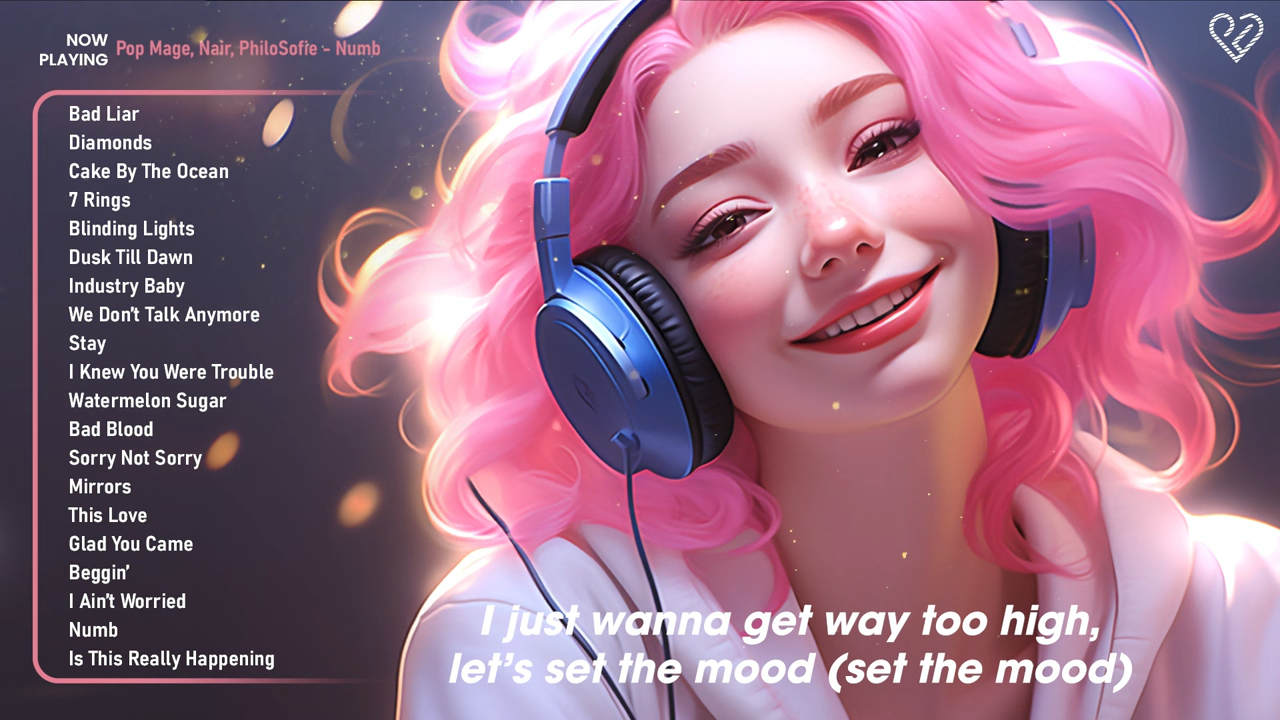 NOW
PLAYING
Pop Mage, Nair, PhiloSofie - Numb
Bad Liar
Diamonds
Cake By The Ocean
7 Rings
Blinding Lights
Dusk Till Dawn
Industry Baby
We Don't Talk Anymore
Stay
I Knew You Were Trouble
Watermelon Sugar
Bad Blood
Sorry Not Sorry
Mirrors
This Love
Glad You Came
Beggin'
I Ain't Worried
Numb
Is This Really Happening
I just wanna get way too high,
let's set the mood (set the mood)